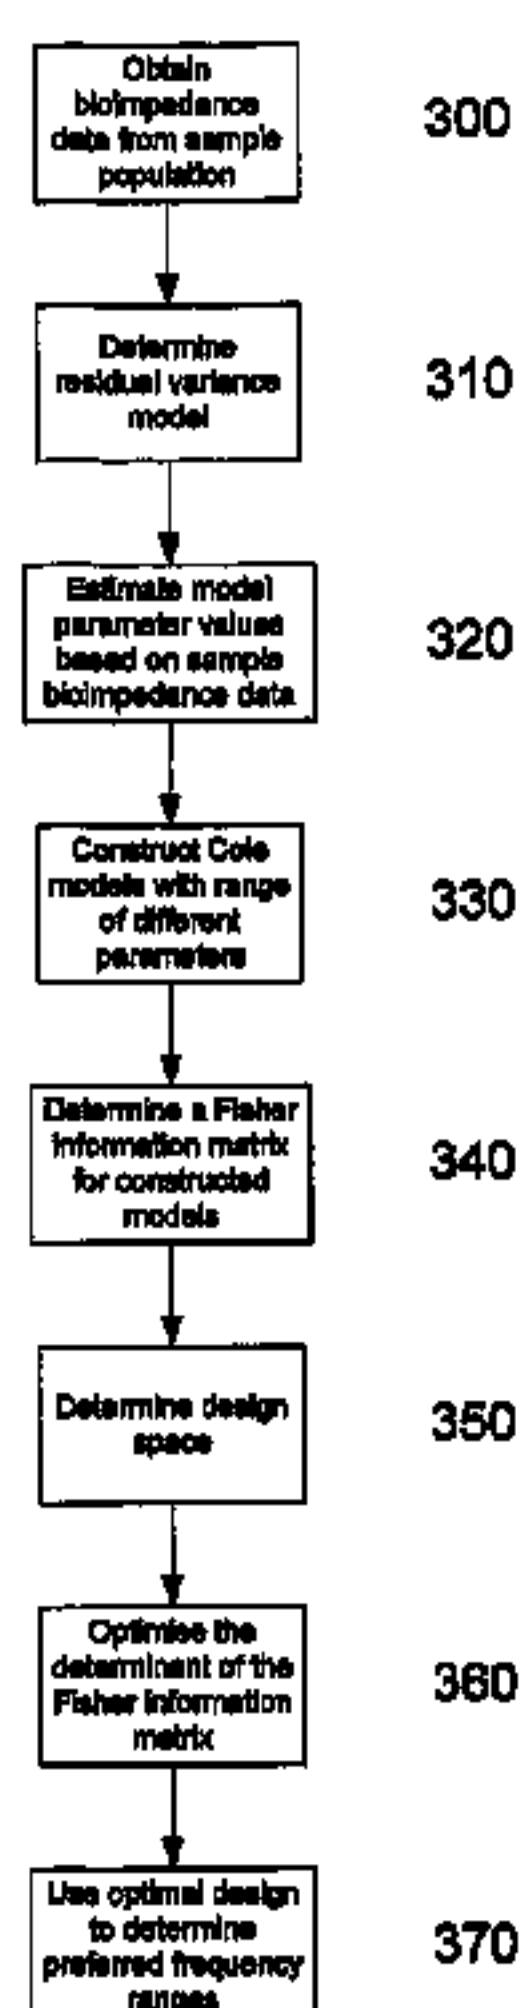 Obtain
bioimpedance
data from sample
population
300
Determine
residual variance
model
310
Estimate model
parameter values
based on sample
bioimpedance data
320
Construct Cole
models with range
of different
parameters
330
Determine a Fisher
information matrix
for constructed
models
340
Determine design
space
350
Optimise the
determinant of the
Fisher information
matrix
360
Use optimal design
to determine
preferred frequency
ranges
370